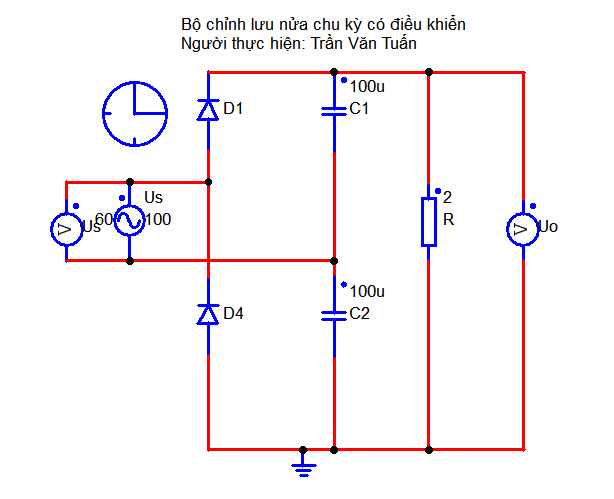 Bộ chỉnh lưu nửa chu kỳ có điều khiển
Người thực hiện: Trần Văn Tuấn
100u
D1
C1
Us
2
Us
60
100
R
V
V
Uo
100u
D4
C2